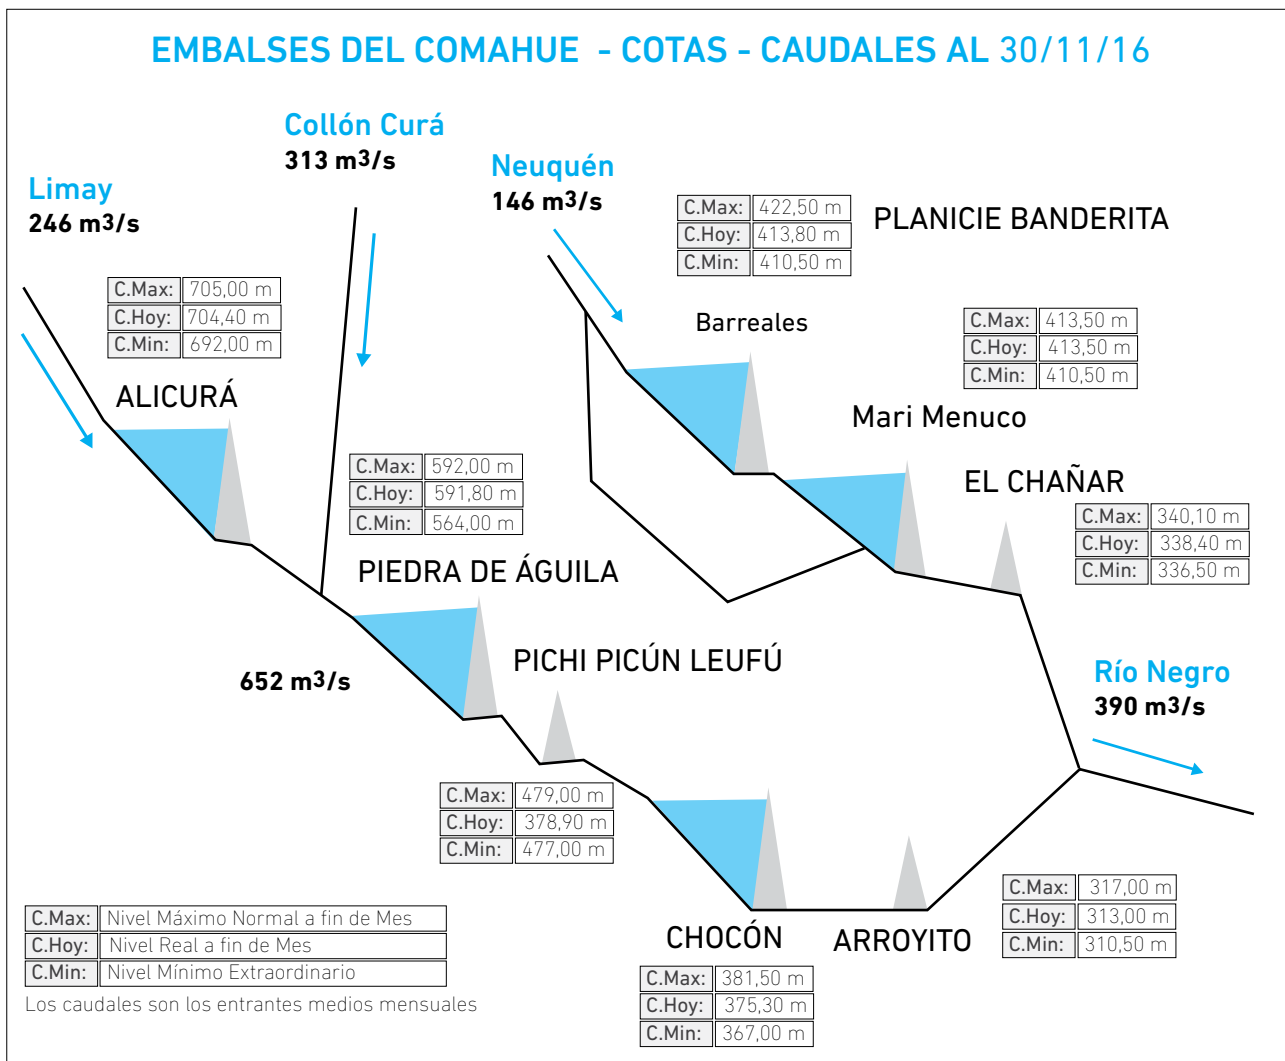 EMBALSES DEL COMAHUE - COTAS - CAUDALES AL 30/11/16
Collón Curá
313 m3/s
Limay
246 m3/s
Neuquén
146 m3/s
C.Max: 422,50 m
C.Hoy: 413,80 m
C.Min: 410,50 m
PLANICIE BANDERITA
C.Max: 705,00 m
C.Hoy: 704,40 m
C.Min: 692,00 m
ALICURÁ
Barreales
C.Max: 413,50 m
C.Hoy: 413,50 m
C.Min: 410,50 m
Mari Menuco
C.Max: 592,00 m
C.Hoy: 591,80 m
C.Min: 564,00 m
PIEDRA DE ÁGUILA
EL CHAÑAR
C.Max: 340,10 m
C.Hoy: 338,40 m
C.Min: 336,50 m
652 m3/s
PICHI PICÚN LEUFÚ
Río Negro
390 m3/s
C.Max: 479,00 m
C.Hoy: 378,90 m
C.Min: 477,00 m
CHOCÓN
C.Max: 381,50 m
C.Hoy: 375,30 m
C.Min: 367,00 m
ARROYITO
C.Max: 317,00 m
C.Hoy: 313,00 m
C.Min: 310,50 m
C.Max: Nivel Máximo Normal a fin de Mes
C.Hoy: Nivel Real a fin de Mes
C.Min: Nivel Mínimo Extraordinario
Los caudales son los entrantes medios mensuales